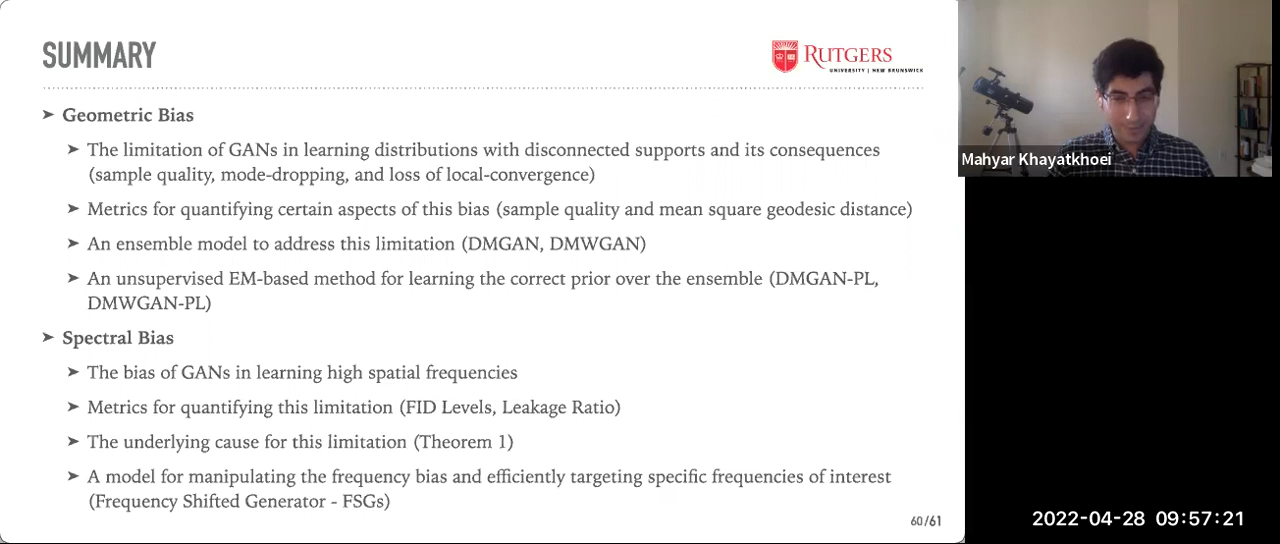 SUMMARY
RUTGERS
UNIVERSITY | NEW BRUNSWICK
➤ Geometric Bias
➤ The limitation of GANs in learning distributions with disconnected supports and its consequences
(sample quality, mode-dropping, and loss of local-convergence)
➤ Metrics for quantifying certain aspects of this bias (sample quality and mean square geodesic distance)
➤ An ensemble model to address this limitation (DMGAN, DMWGAN)
➤ An unsupervised EM-based method for learning the correct prior over the ensemble (DMGAN-PL,
DMWGAN-PL)
➤ Spectral Bias
➤ The bias of GANs in learning high spatial frequencies
➤ Metrics for quantifying this limitation (FID Levels, Leakage Ratio)
➤ The underlying cause for this limitation (Theorem 1)
➤ A model for manipulating the frequency bias and efficiently targeting specific frequencies of interest
(Frequency Shifted Generator - FSGs)
60/61
Mahyar Khayatkhoei
2022-04-28 09:57:21